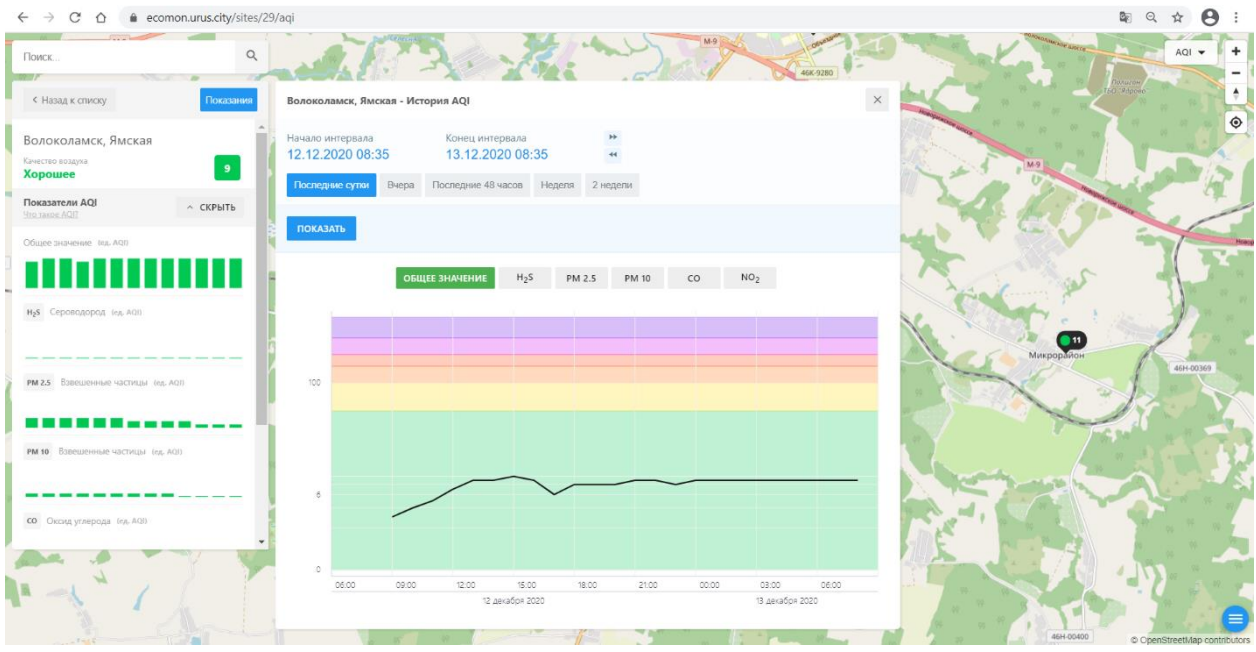 ecomon.urus.city/sites/29/aqi
Поиск...
AQI
М-9
46К-9280
< Назад к списку
Показания
Волоколамск, Ямская
Качество воздуха
Хорошее
9
Показатели AQI
Что такое AQI?
СКРЫТЬ
Общее значение (ед. AQI)
H₂S Сероводород (ед. AQI)
PM 2.5 Взвешенные частицы (ед. AQI)
PM 10 Взвешенные частицы (ед. AQI)
CO Оксид углерода (ед. AQI)
Волоколамск, Ямская - История AQI
Начало интервала
Конец интервала
12.12.2020 08:35
13.12.2020 08:35
Последние сутки
Вчера
Последние 48 часов
Неделя
2 недели
ПОКАЗАТЬ
ОБЩЕЕ ЗНАЧЕНИЕ
H₂S
PM 2.5
PM 10
CO
NO₂
100
6
0
06:00
09:00
12:00
15:00
18:00
21:00
00:00
03:00
06:00
12 декабря 2020
13 декабря 2020
М-9
11
Микрорайон
46Н-00369
46Н-00400
© OpenStreetMap contributors